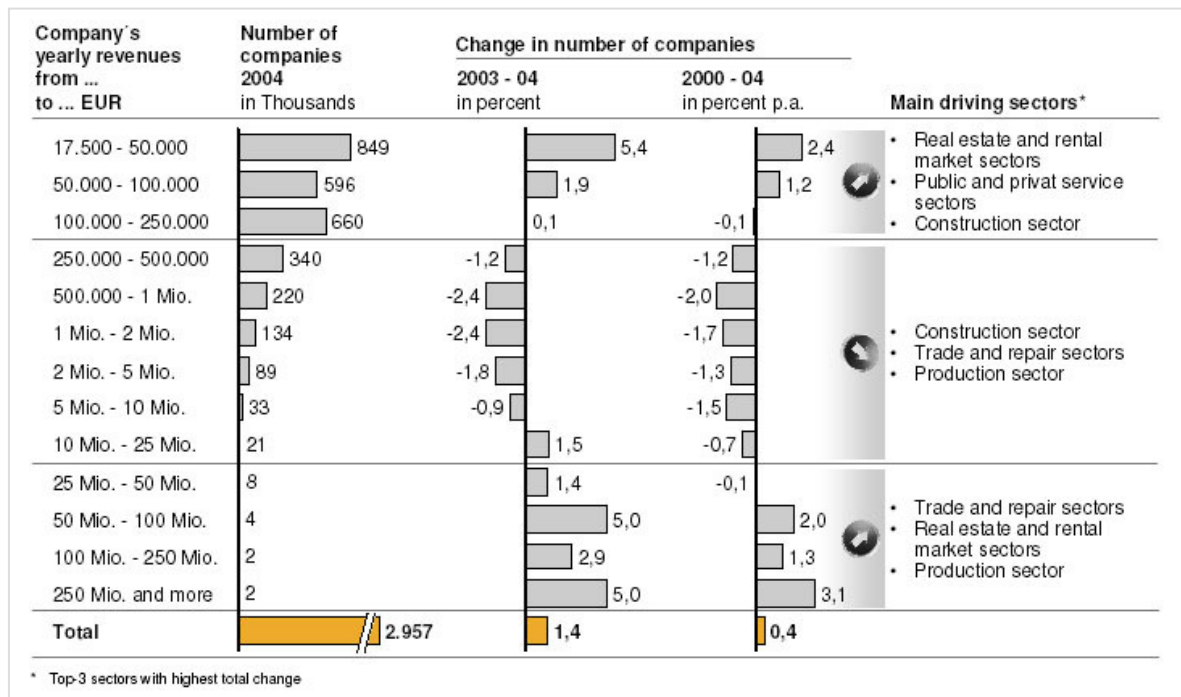 Company´s
yearly revenues
from ...
to ... EUR
Number of
companies
2004
in Thousands
Change in number of companies
2003 - 04
in percent
2000 - 04
in percent p.a.
Main driving sectors*
17.500 - 50.000 849 5,4 2,4
50.000 - 100.000 596 1,9 1,2
100.000 - 250.000 660 0,1 -0,1
• Real estate and rental
market sectors
• Public and privat service
sectors
• Construction sector
250.000 - 500.000 340 -1,2 -1,2
500.000 - 1 Mio. 220 -2,4 -2,0
1 Mio. - 2 Mio. 134 -2,4 -1,7
2 Mio. - 5 Mio. 89 -1,8 -1,3
5 Mio. - 10 Mio. 33 -0,9 -1,5
10 Mio. - 25 Mio. 21 1,5 -0,7
• Construction sector
• Trade and repair sectors
• Production sector
25 Mio. - 50 Mio. 8 1,4 -0,1
50 Mio. - 100 Mio. 4 5,0 2,0
100 Mio. - 250 Mio. 2 2,9 1,3
250 Mio. and more 2 5,0 3,1
• Trade and repair sectors
• Real estate and rental
market sectors
• Production sector
Total 2.957 1,4 0,4
* Top-3 sectors with highest total change